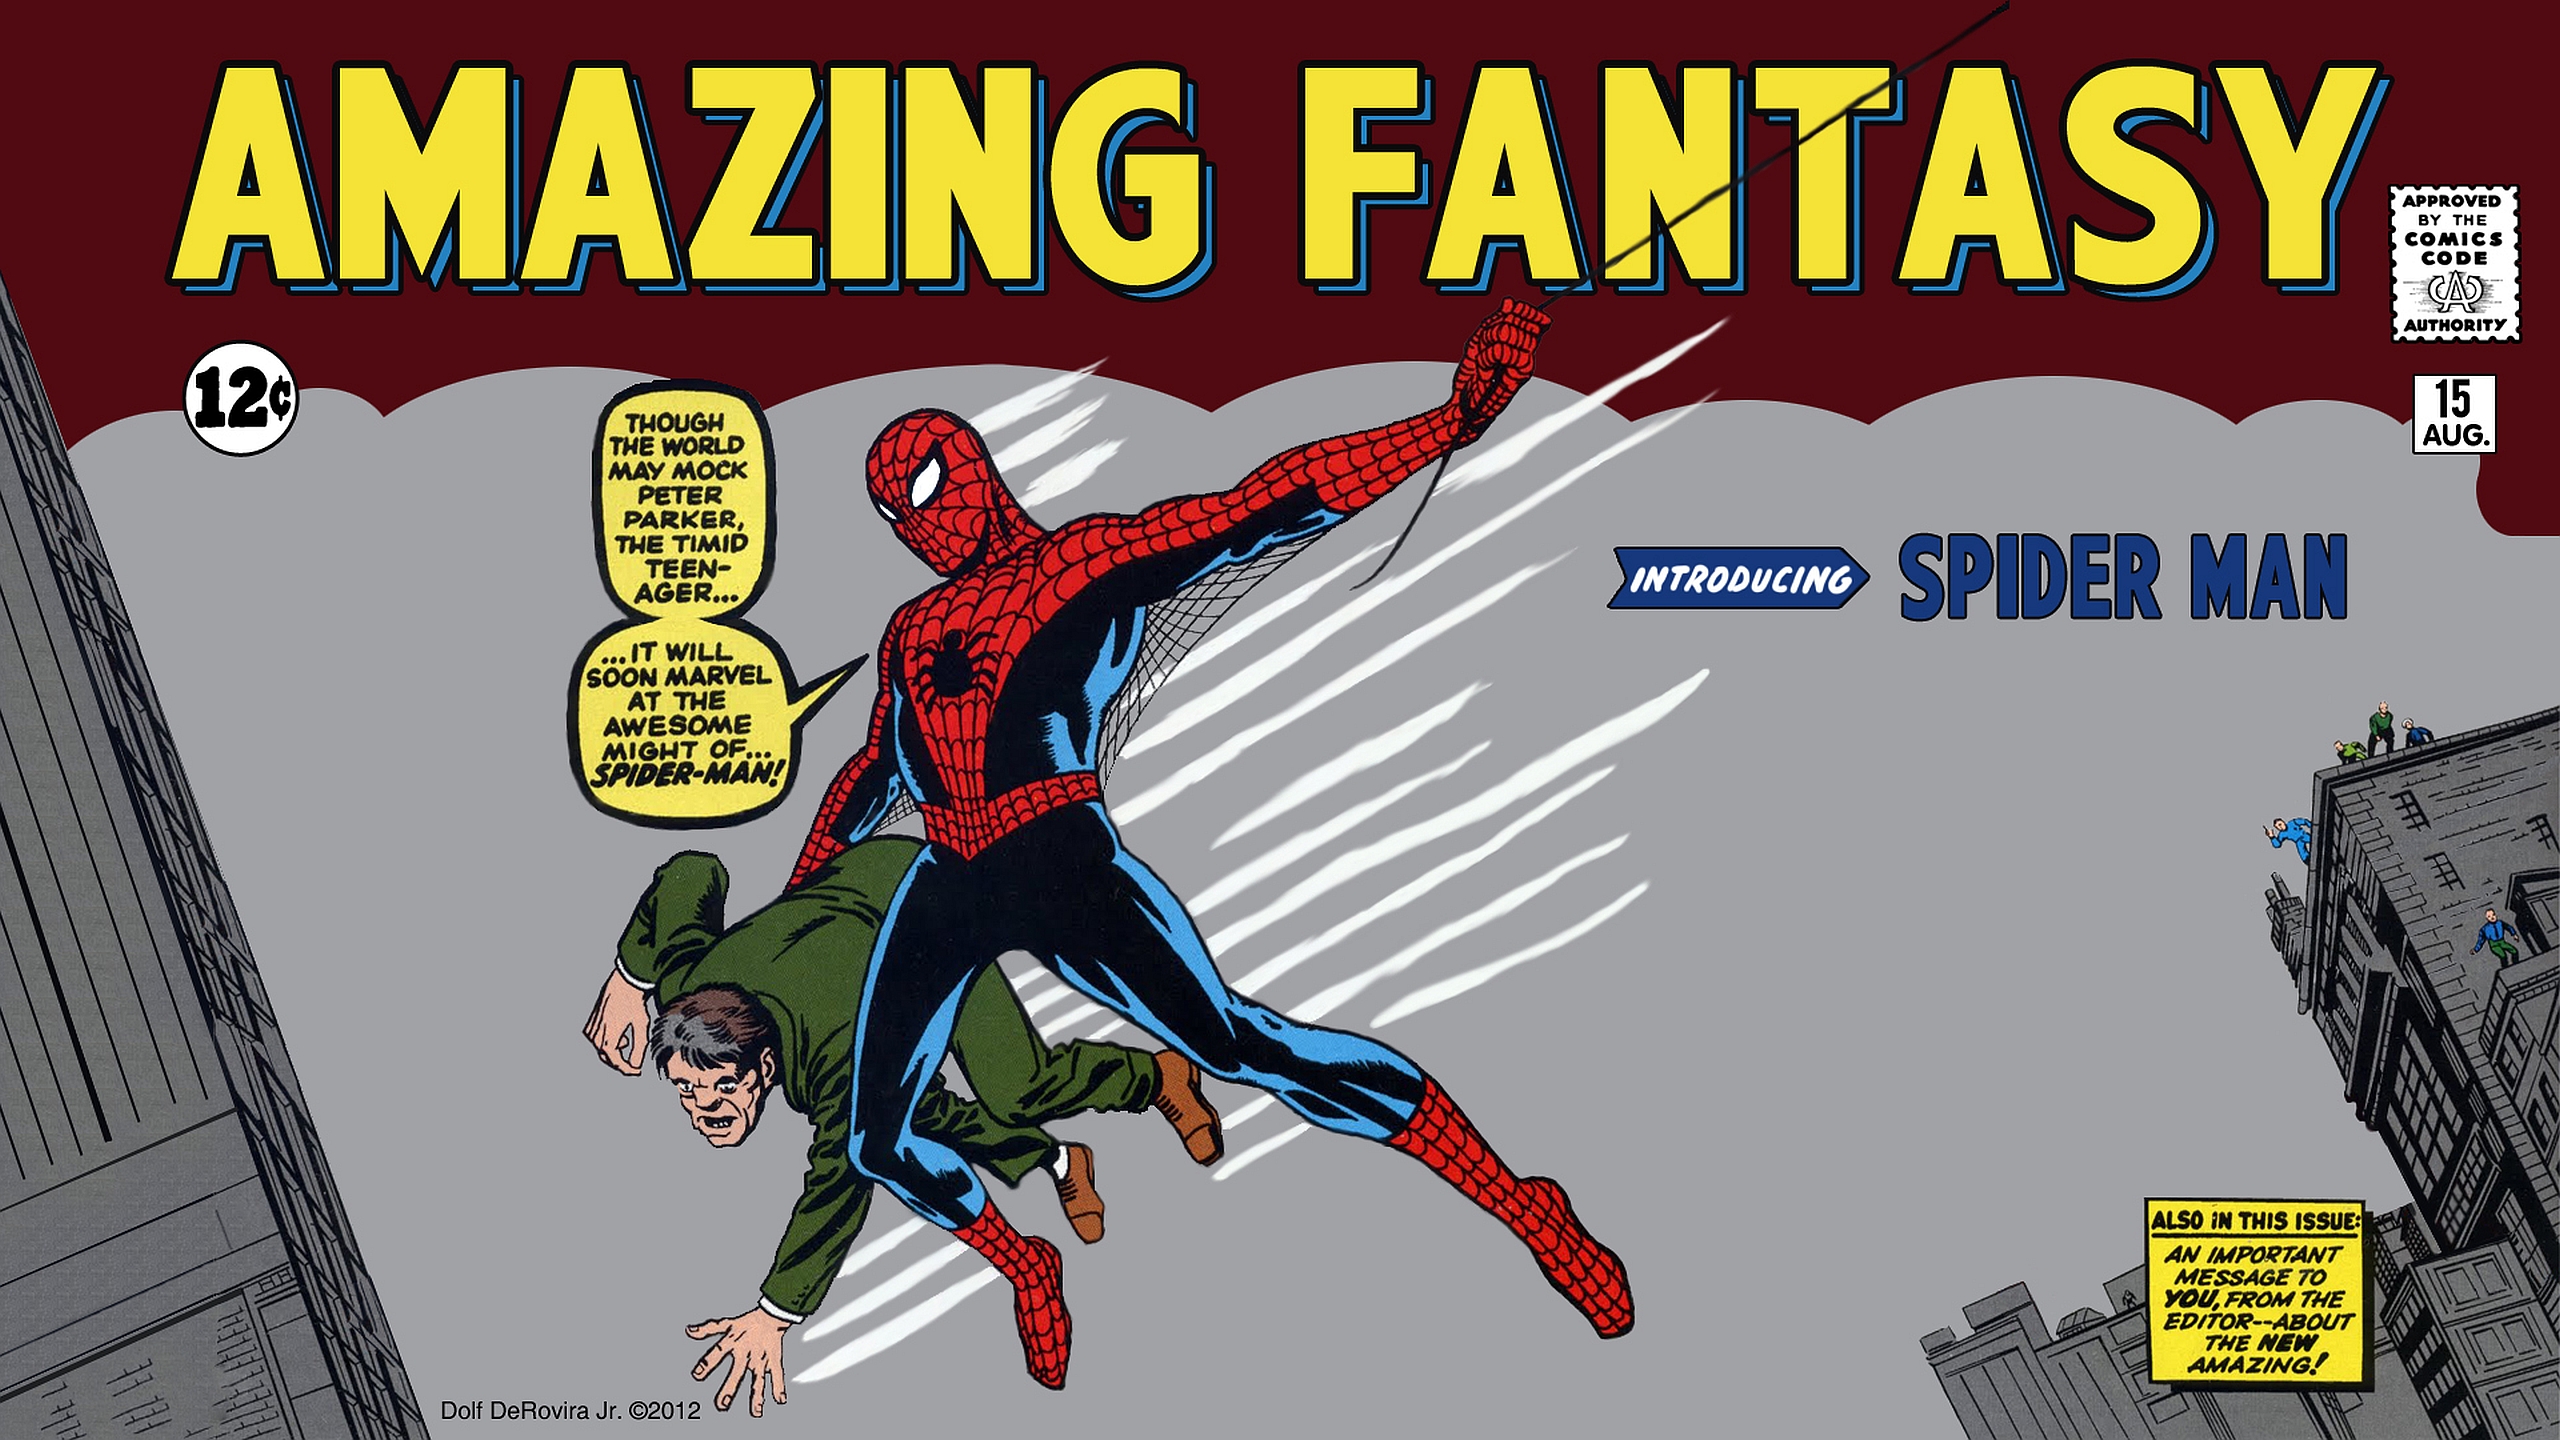 AMAZING FANTASY
APPROVED
BY THE
COMICS
CODE
CA
AUTHORITY
12¢
15
AUG.
THOUGH
THE WORLD
MAY MOCK
PETER
PARKER,
THE TIMID
TEEN-
AGER...
...IT WILL
SOON MARVEL
AT THE
AWESOME
MIGHT OF...
SPIDER-MAN!
INTRODUCING SPIDER MAN
ALSO IN THIS ISSUE:
AN IMPORTANT
MESSAGE TO
YOU, FROM THE
EDITOR--ABOUT
THE NEW
AMAZING!
Dolf DeRovira Jr. ©2012